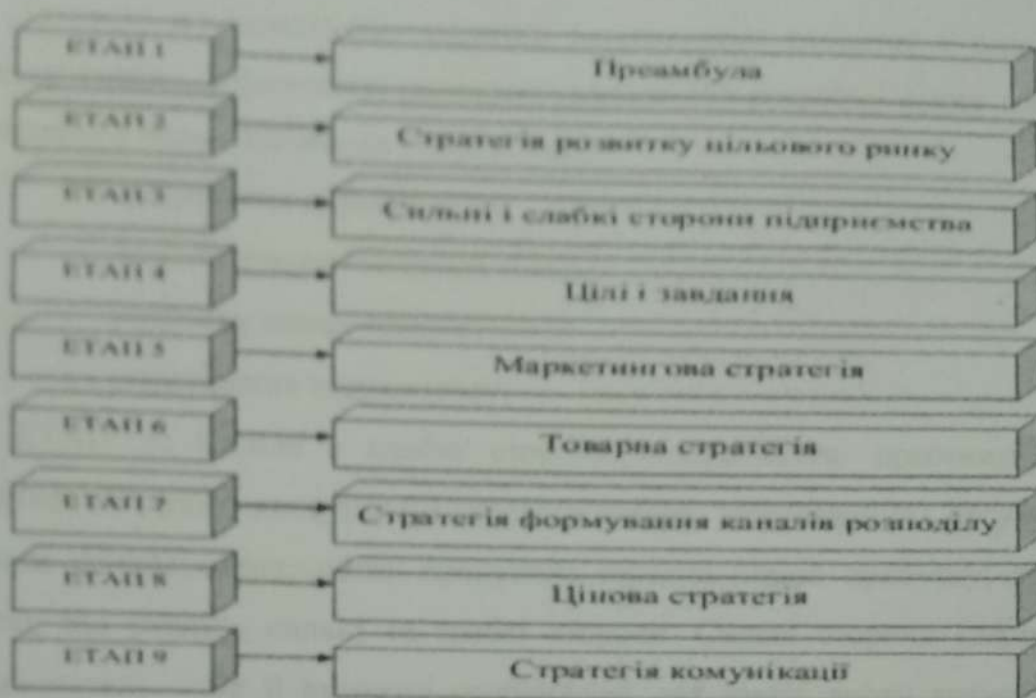 ЕТАП 1
Преамбула
ЕТАП 2
Стратегія розвитку цільового ринку
ЕТАП 3
Сильні і слабкі сторони підприємства
ЕТАП 4
Цілі і завдання
ЕТАП 5
Маркетингова стратегія
ЕТАП 6
Товарна стратегія
ЕТАП 7
Стратегія формування каналів розподілу
ЕТАП 8
Цінова стратегія
ЕТАП 9
Стратегія комунікації